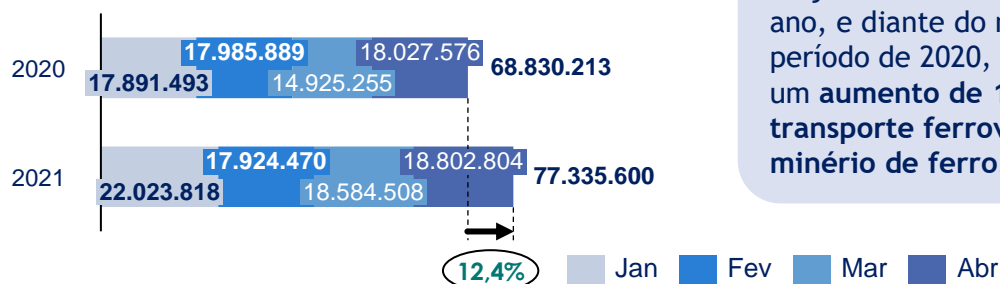 2020
17.985.889
18.027.576
17.891.493
14.925.255
68.830.213
2021
17.924.470
18.802.804
22.023.818
18.584.508
77.335.600
12,4%
Jan
Fev
Mar
Abr
ano, e diante do
período de 2020,
um aumento de
transporte
minério de ferro